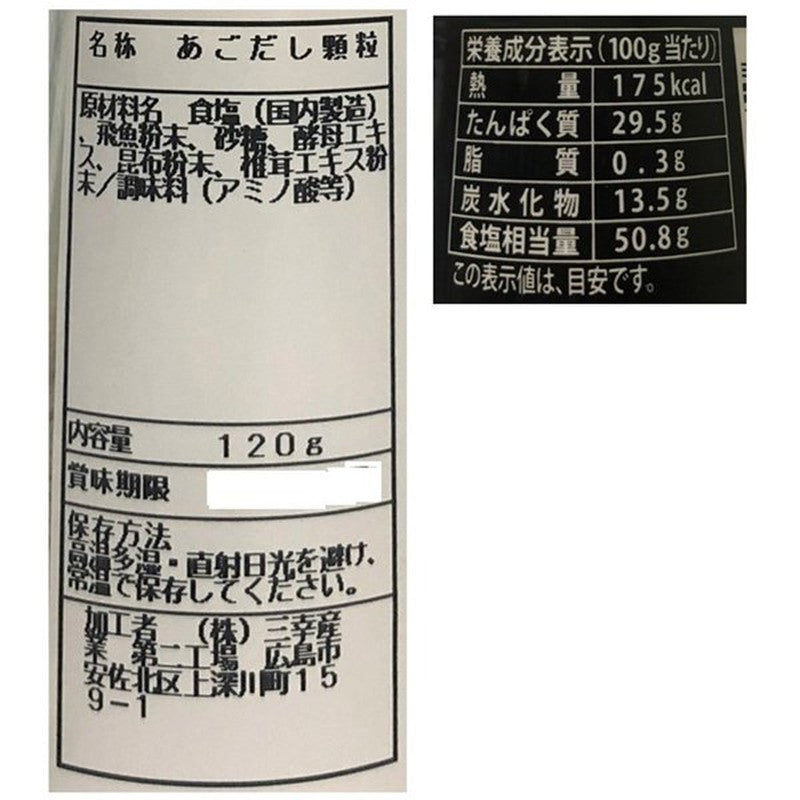 名称 あごだし顆粒
原材料名 食塩（国内製造）
、飛魚粉末、砂糖、酵母エキ
ス、昆布粉末、椎茸エキス粉
末／調味料（アミノ酸等）
内容量 120g
賞味期限
保存方法
高温多湿・直射日光を避け、
常温で保存してください。
加工者 （株）三幸産
業 第二工場 広島市
安佐北区上深川町15
9-1
栄養成分表示（100g当たり）
熱量 175kcal
たんぱく質 29.5g
脂質 0.3g
炭水化物 13.5g
食塩相当量 50.8g
この表示値は、目安です。